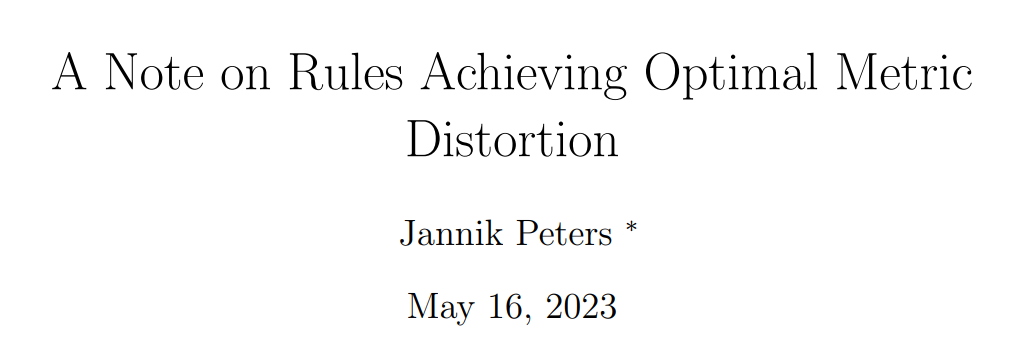 A Note on Rules Achieving Optimal Metric
Distortion
Jannik Peters *
May 16, 2023